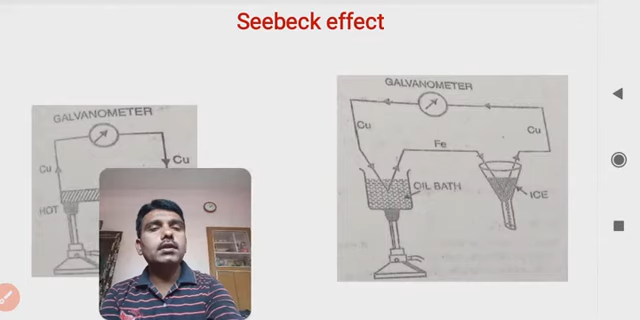 Seebeck effect
GALVANOMETER
Cu
Cu
HOT
GALVANOMETER
Cu
Fe
Cu
OIL BATH
ICE